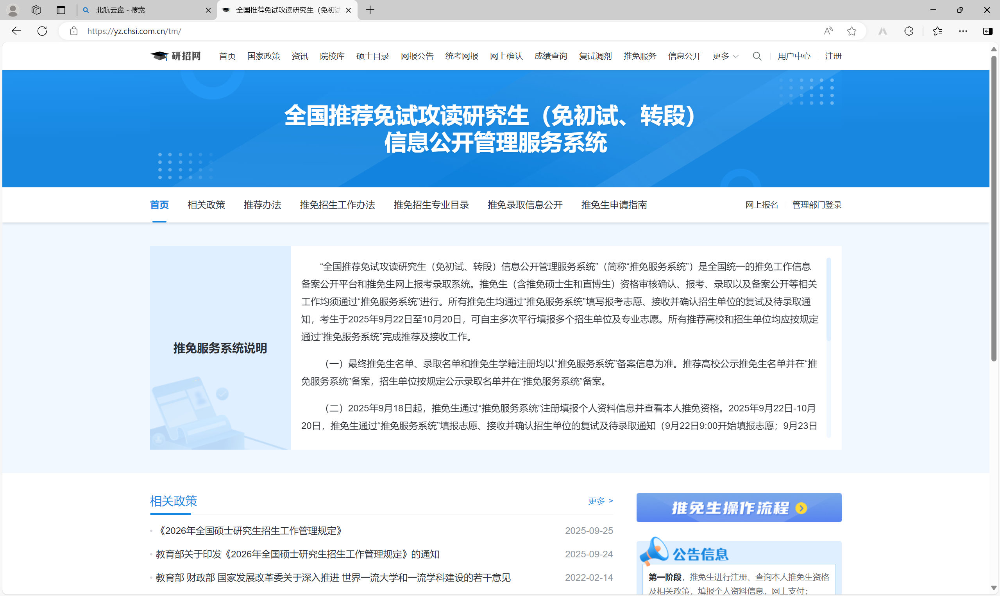 北航云盘 - 搜索
全国推荐免试攻读研究生（免初试
https://yz.chsi.com.cn/tm/
研招网 首页 国家政策 资讯 院校库 硕士目录 网报公告 统考网报 网上确认 成绩查询 复试调剂 推免服务 信息公开 更多 用户中心 注册
全国推荐免试攻读研究生（免初试、转段）
信息公开管理服务系统
首页 相关政策 推荐办法 推免招生工作办法 推免招生专业目录 推免录取信息公开 推免生申请指南 网上报名 管理部门登录
推免服务系统说明
“全国推荐免试攻读研究生（免初试、转段）信息公开管理服务系统”（简称“推免服务系统”）是全国统一的推免工作信息
备案公开平台和推免生网上报考录取系统。推免生（含推免硕士生和直博生）资格审核确认、报考、录取以及备案公开等相关
工作均须通过“推免服务系统”进行。所有推免生均通过“推免服务系统”填写报考志愿、接收并确认招生单位的复试及待录取通
知，考生于2025年9月22日至10月20日，可自主多次平行填报多个招生单位及专业志愿。所有推荐高校和招生单位均应按规定
通过“推免服务系统”完成推荐及接收工作。
（一）最终推免生名单、录取名单和推免生学籍注册均以“推免服务系统”备案信息为准。推荐高校公示推免生名单并在“推
免服务系统”备案，招生单位按规定公示录取名单并在“推免服务系统”备案。
（二）2025年9月18日起，推免生通过“推免服务系统”注册填报个人资料信息并查看本人推免资格。2025年9月22日-10月
20日，推免生通过“推免服务系统”填报志愿、接收并确认招生单位的复试及待录取通知（9月22日9:00开始填报志愿；9月23日
相关政策 更多 >
《2026年全国硕士研究生招生工作管理规定》 2025-09-25
教育部关于印发《2026年全国硕士研究生招生工作管理规定》的通知 2025-09-24
教育部 财政部 国家发展改革委关于深入推进 世界一流大学和一流学科建设的若干意见 2022-02-14
推免生操作流程
公告信息
第一阶段，推免生进行注册、查询本人推免生资格
及相关政策，填报个人资料信息，网上支付；